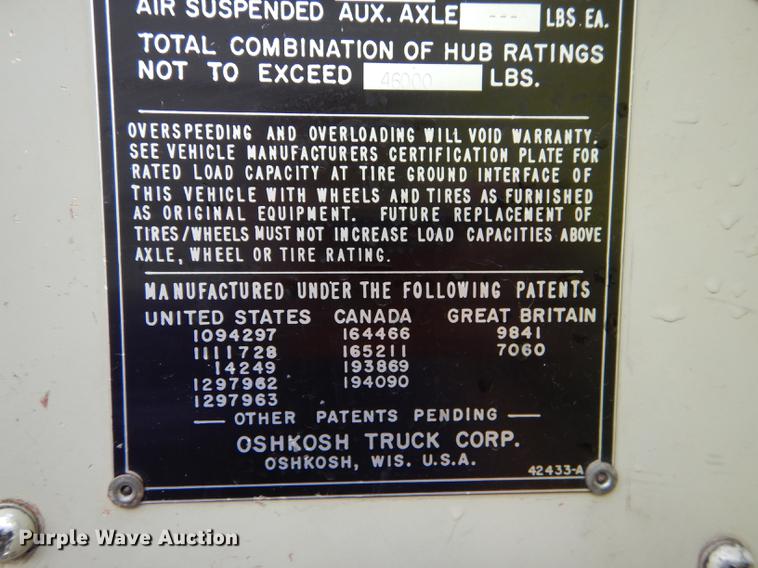 AIR SUSPENDED AUX. AXLE --- LBS. EA.
TOTAL COMBINATION OF HUB RATINGS
NOT TO EXCEED 46000 LBS.
OVERSPEEDING AND OVERLOADING WILL VOID WARRANTY.
SEE VEHICLE MANUFACTURERS CERTIFICATION PLATE FOR
RATED LOAD CAPACITY AT TIRE GROUND INTERFACE OF
THIS VEHICLE WITH WHEELS AND TIRES AS FURNISHED
AS ORIGINAL EQUIPMENT. FUTURE REPLACEMENT OF
TIRES/WHEELS MUST NOT INCREASE LOAD CAPACITIES ABOVE
AXLE, WHEEL OR TIRE RATING.
MANUFACTURED UNDER THE FOLLOWING PATENTS
UNITED STATES CANADA GREAT BRITAIN
1094297 164466 9841
1111728 165211 7060
14249 193869
1297962 194090
1297963
— OTHER PATENTS PENDING —
OSHKOSH TRUCK CORP.
OSHKOSH, WIS. U.S.A.
42433-A
Purple Wave Auction